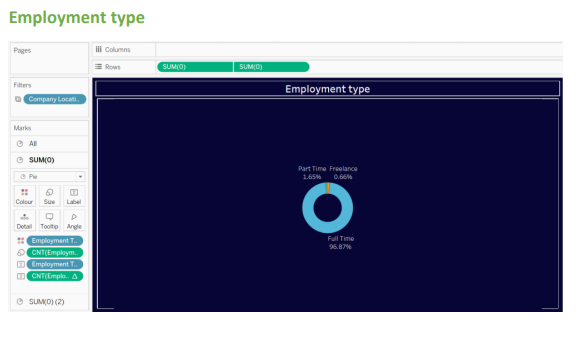 Employment type
Pages
Columns
Rows
SUM(0) SUM(0)
Filters
Company Locati..
Employment type
Marks
All
SUM(0)
Pie
Colour Size Label
Detail Tooltip Angle
Employment T..
CNT(Employm..
Employment T..
CNT(Emplo.. Δ
SUM(0) (2)
Part Time Freelance
1.65% 0.66%
Full Time
96.87%